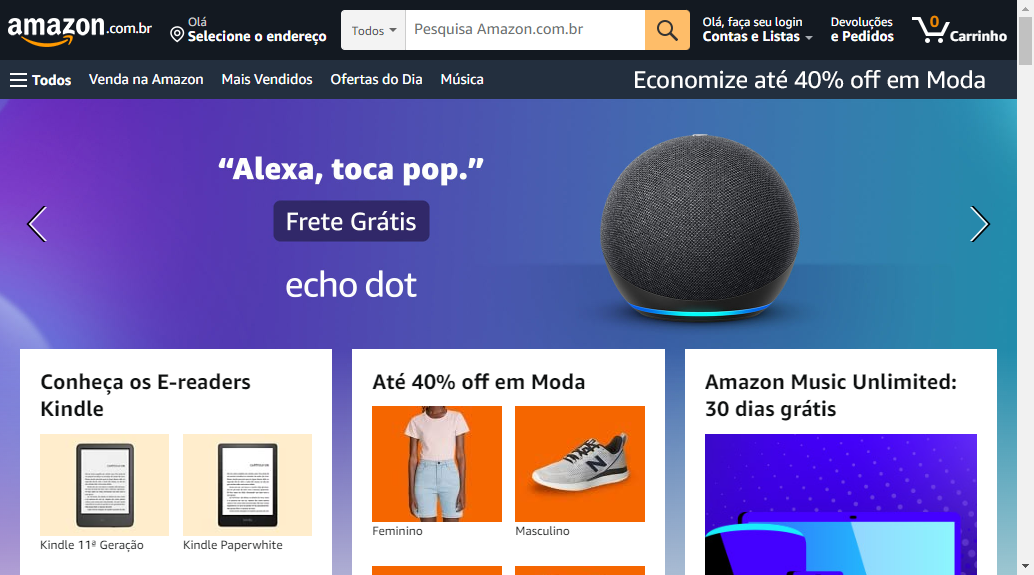 amazon.com.br
Olá
Selecione o endereço
Todos
Pesquisa Amazon.com.br
Olá, faça seu login
Contas e Listas
Devoluções
e Pedidos
0
Carrinho
Todos
Venda na Amazon
Mais Vendidos
Ofertas do Dia
Música
Economize até 40% off em Moda
“Alexa, toca pop.”
Frete Grátis
echo dot
Conheça os E-readers
Kindle
Kindle 11ª Geração
Kindle Paperwhite
Até 40% off em Moda
Feminino
Masculino
Amazon Music Unlimited:
30 dias grátis